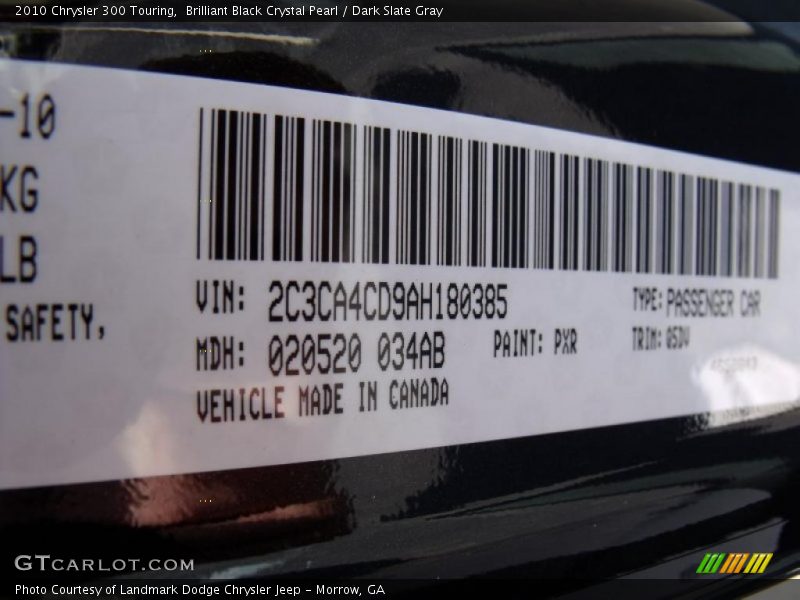 2010 Chrysler 300 Touring,  Brilliant Black Crystal Pearl / Dark Slate Gray
-10
KG
LB
SAFETY,
VIN: 2C3CA4CD9AH180385
TYPE: PASSENGER CAR
MDH: 020520 034AB
PAINT: PXR
TRIM: Q5DV
VEHICLE MADE IN CANADA
GTCARLOT.COM
Photo Courtesy of Landmark Dodge Chrysler Jeep - Morrow, GA